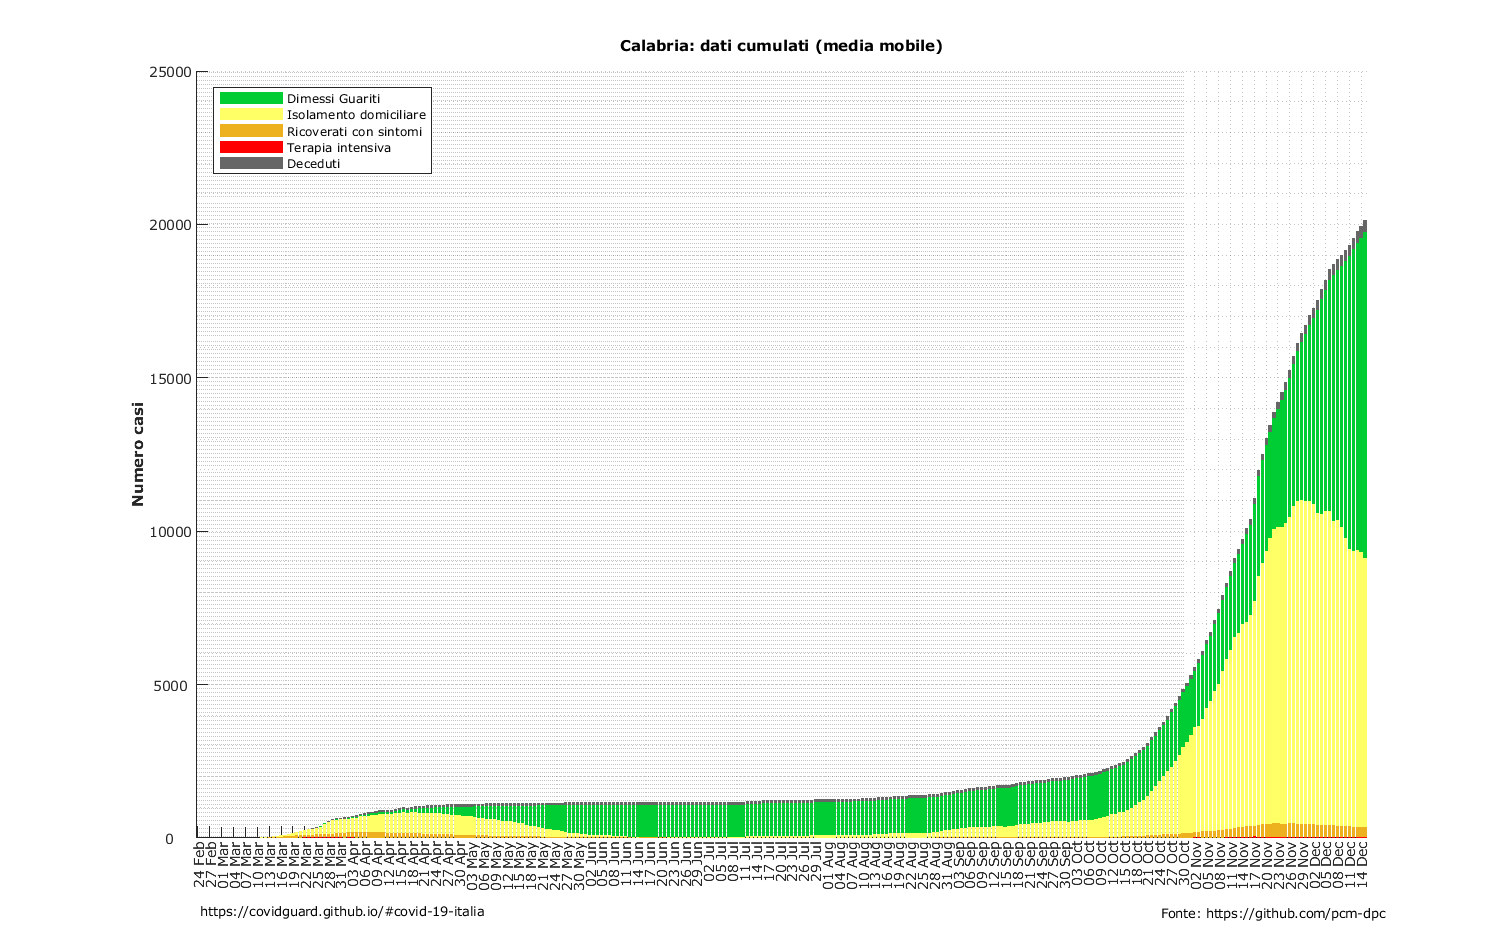 Calabria: dati cumulati (media mobile)
25000
20000
15000
10000
5000
0
Numero casi
Dimessi Guariti
Isolamento domiciliare
Ricoverati con sintomi
Terapia intensiva
Deceduti
24 Feb
27 Feb
01 Mar
04 Mar
07 Mar
10 Mar
13 Mar
16 Mar
19 Mar
22 Mar
25 Mar
28 Mar
31 Mar
03 Apr
06 Apr
09 Apr
12 Apr
15 Apr
18 Apr
21 Apr
24 Apr
27 Apr
30 Apr
03 May
06 May
09 May
12 May
15 May
18 May
21 May
24 May
27 May
30 May
02 Jun
05 Jun
08 Jun
11 Jun
14 Jun
17 Jun
20 Jun
23 Jun
26 Jun
29 Jun
02 Jul
05 Jul
08 Jul
11 Jul
14 Jul
17 Jul
20 Jul
23 Jul
26 Jul
29 Jul
01 Aug
04 Aug
07 Aug
10 Aug
13 Aug
16 Aug
19 Aug
22 Aug
25 Aug
28 Aug
31 Aug
03 Sep
06 Sep
09 Sep
12 Sep
15 Sep
18 Sep
21 Sep
24 Sep
27 Sep
30 Sep
03 Oct
06 Oct
09 Oct
12 Oct
15 Oct
18 Oct
21 Oct
24 Oct
27 Oct
30 Oct
02 Nov
05 Nov
08 Nov
11 Nov
14 Nov
17 Nov
20 Nov
23 Nov
26 Nov
29 Nov
02 Dec
05 Dec
08 Dec
11 Dec
14 Dec
https://covidguard.github.io/#covid-19-italia
Fonte: https://github.com/pcm-dpc